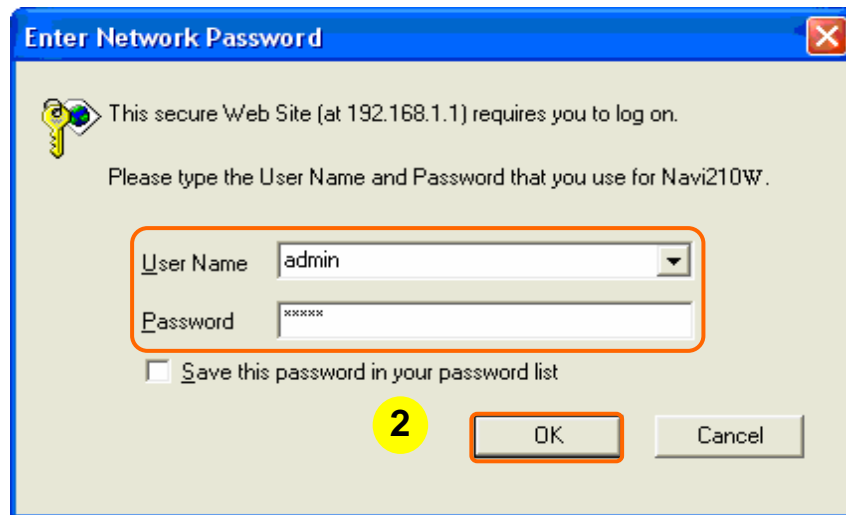 Enter Network Password
This secure Web Site (at 192.168.1.1) requires you to log on.
Please type the User Name and Password that you use for Navi210W.
User Name admin
Password *****
Save this password in your password list
2 OK Cancel